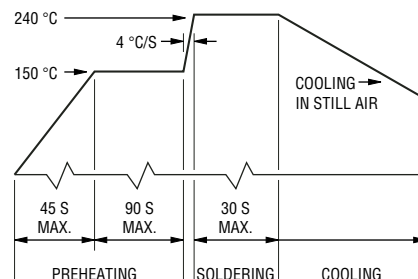 240 °C
4 °C/S
150 °C
COOLING
IN STILL AIR
45 S
MAX.
90 S
MAX.
30 S
MAX.
PREHEATING
SOLDERING
COOLING